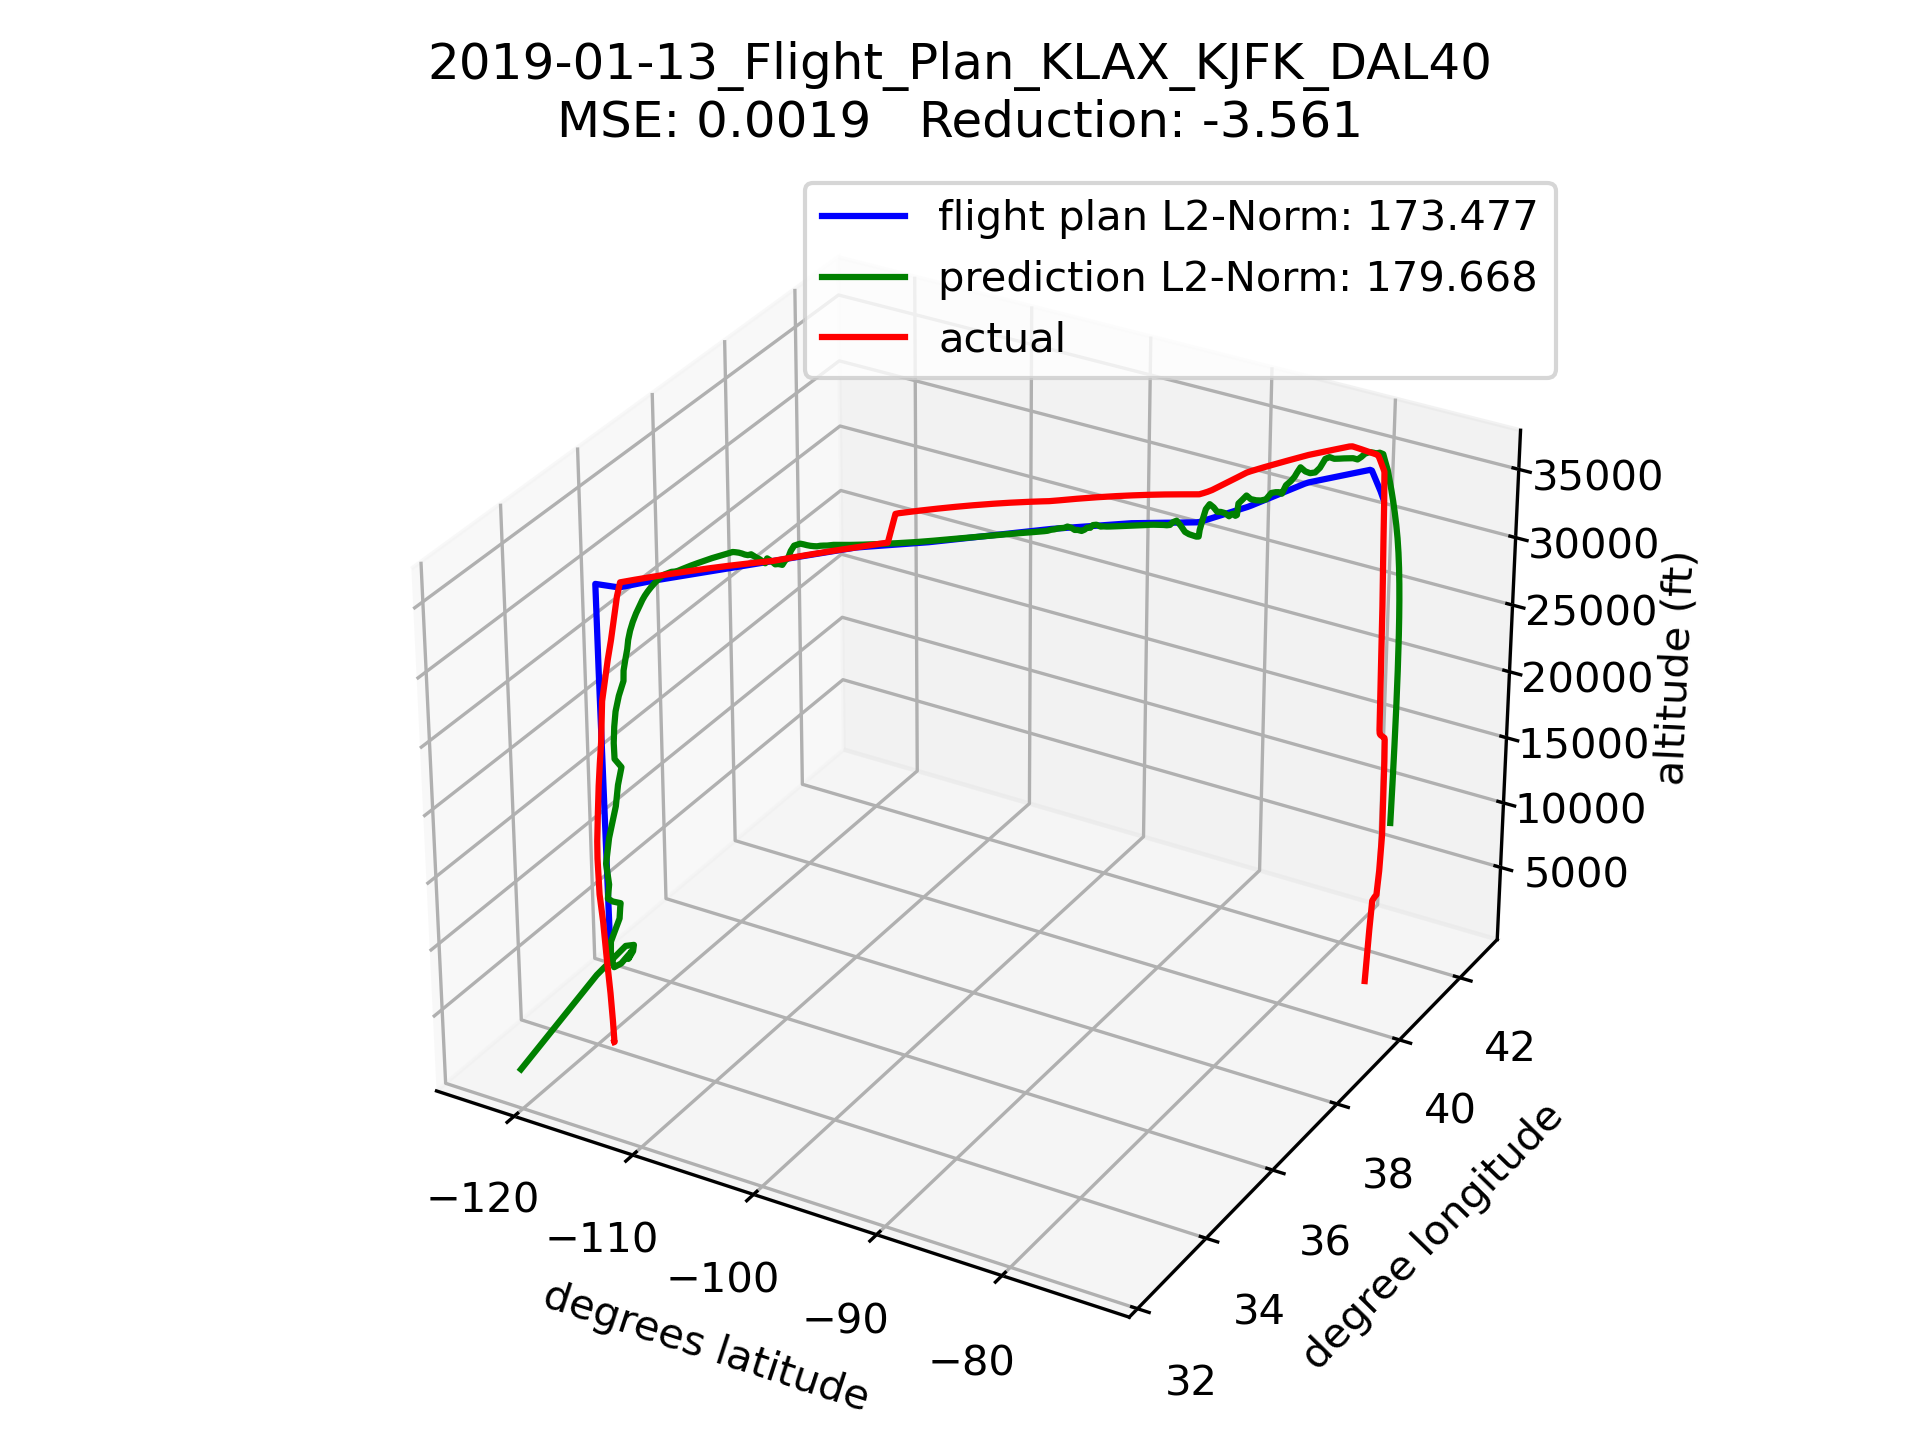 2019-01-13_Flight_Plan_KLAX_KJFK_DAL40
MSE: 0.0019   Reduction: -3.561
flight plan L2-Norm: 173.477
prediction L2-Norm: 179.668
actual
35000
30000
25000
20000
15000
10000
5000
altitude (ft)
42
40
38
36
34
32
degree longitude
−120
−110
−100
−90
−80
degrees latitude